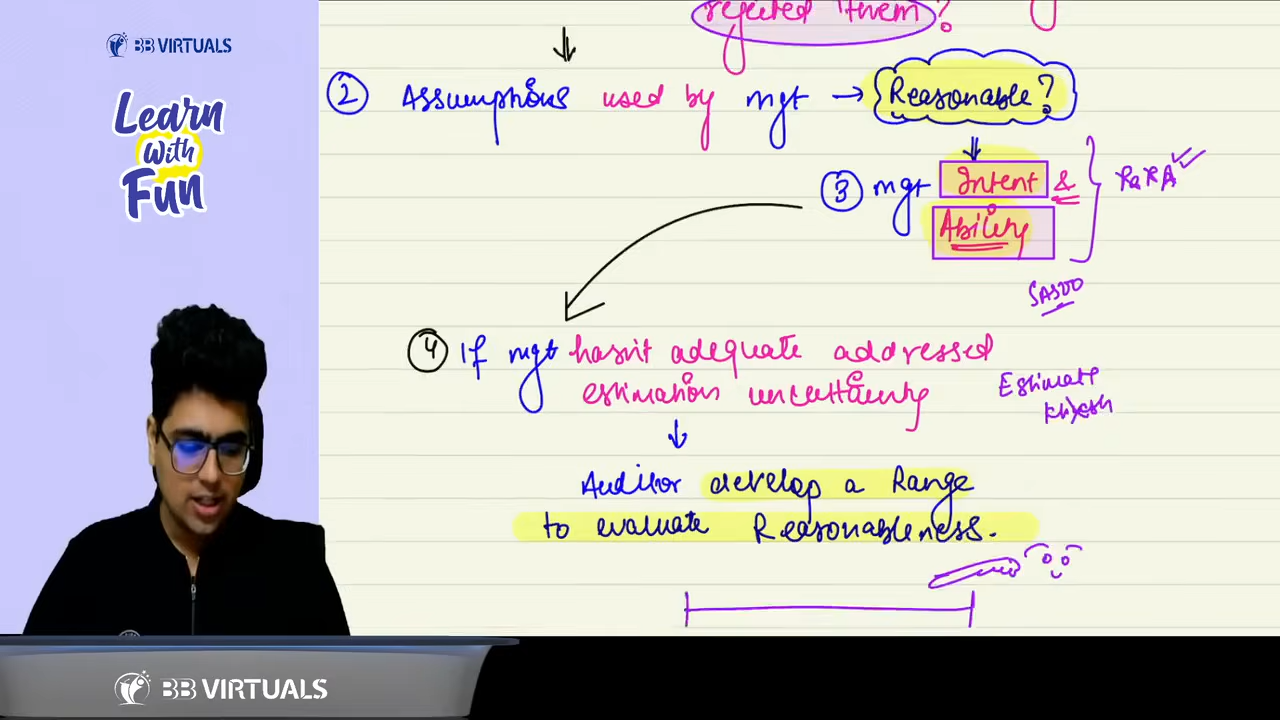 BB VIRTUALS
Learn
With
Fun
rejected them?
② Assumptions used by mgt → Reasonable?
③ mgt Intent &
Ability
RaRA
SA500
④ If mgt hasn't adequate addressed
estimation uncertainty
Estimate
Auditor develop a Range
to evaluate Reasonableness.
BB VIRTUALS